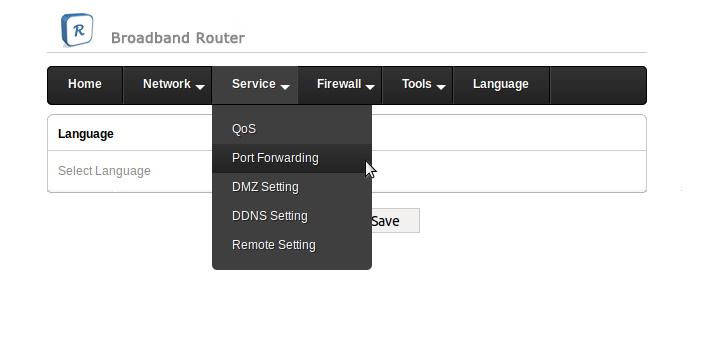 R
Broadband Router
Home Network Service Firewall Tools Language
Language
Select Language
QoS
Port Forwarding
DMZ Setting
DDNS Setting
Remote Setting
Save